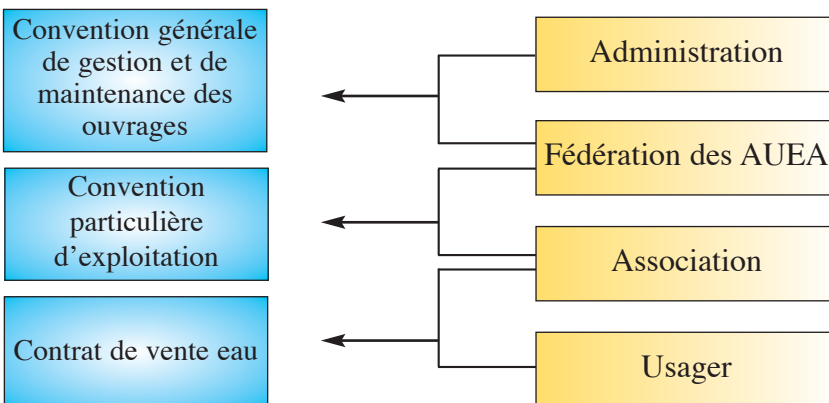 Convention générale
de gestion et de
maintenance des
ouvrages
Convention
particulière
d’exploitation
Contrat de vente eau
Administration
Fédération des AUEA
Association
Usager